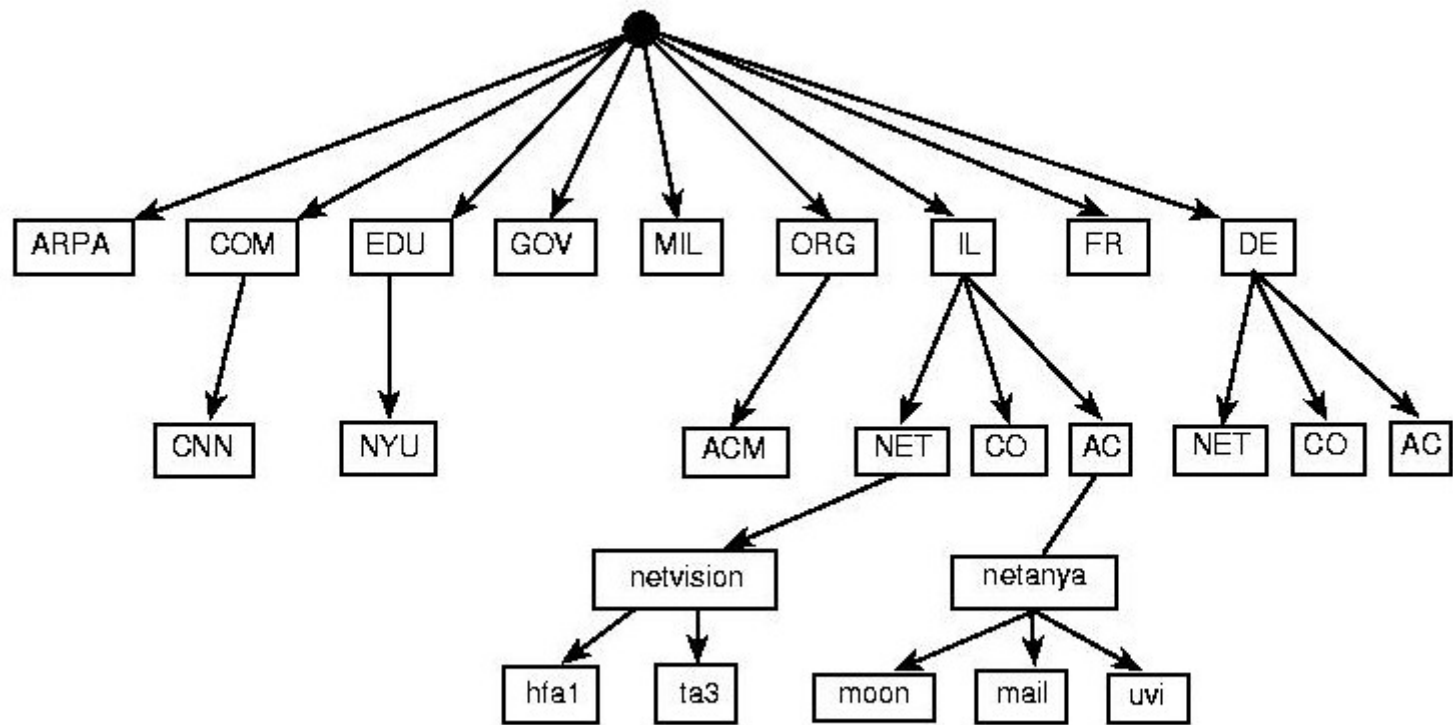 ARPA COM EDU GOV MIL ORG IL FR DE
CNN NYU ACM NET CO AC NET CO AC
netvision netanya
hfa1 ta3 moon mail uvi